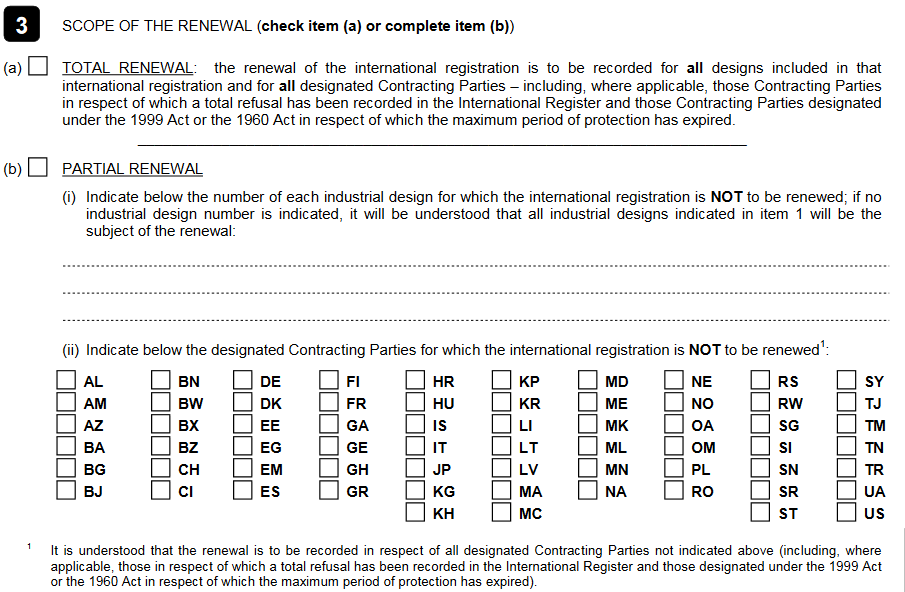 3 SCOPE OF THE RENEWAL (check item (a) or complete item (b))
(a) TOTAL RENEWAL: the renewal of the international registration is to be recorded for all designs included in that
international registration and for all designated Contracting Parties – including, where applicable, those Contracting Parties
in respect of which a total refusal has been recorded in the International Register and those Contracting Parties designated
under the 1999 Act or the 1960 Act in respect of which the maximum period of protection has expired.
(b) PARTIAL RENEWAL
(i) Indicate below the number of each industrial design for which the international registration is NOT to be renewed; if no
industrial design number is indicated, it will be understood that all industrial designs indicated in item 1 will be the
subject of the renewal:
(ii) Indicate below the designated Contracting Parties for which the international registration is NOT to be renewed1:
AL BN DE FI HR KP MD NE RS SY
AM BW DK FR HU KR ME NO RW TJ
AZ BX EE GA IS LI MK OA SG TM
BA BZ EG GE IT LT ML OM SI TN
BG CH EM GH JP LV MN PL SN TR
BJ CI ES GR KG MA NA RO SR UA
KH MC ST US
1 It is understood that the renewal is to be recorded in respect of all designated Contracting Parties not indicated above (including, where
applicable, those in respect of which a total refusal has been recorded in the International Register and those designated under the 1999 Act
or the 1960 Act in respect of which the maximum period of protection has expired).